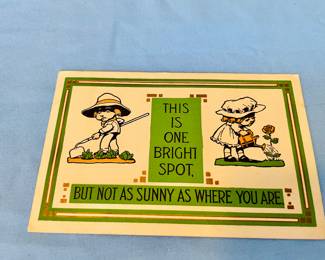 THIS
IS
ONE
BRIGHT
SPOT,
BUT NOT AS SUNNY AS WHERE YOU ARE